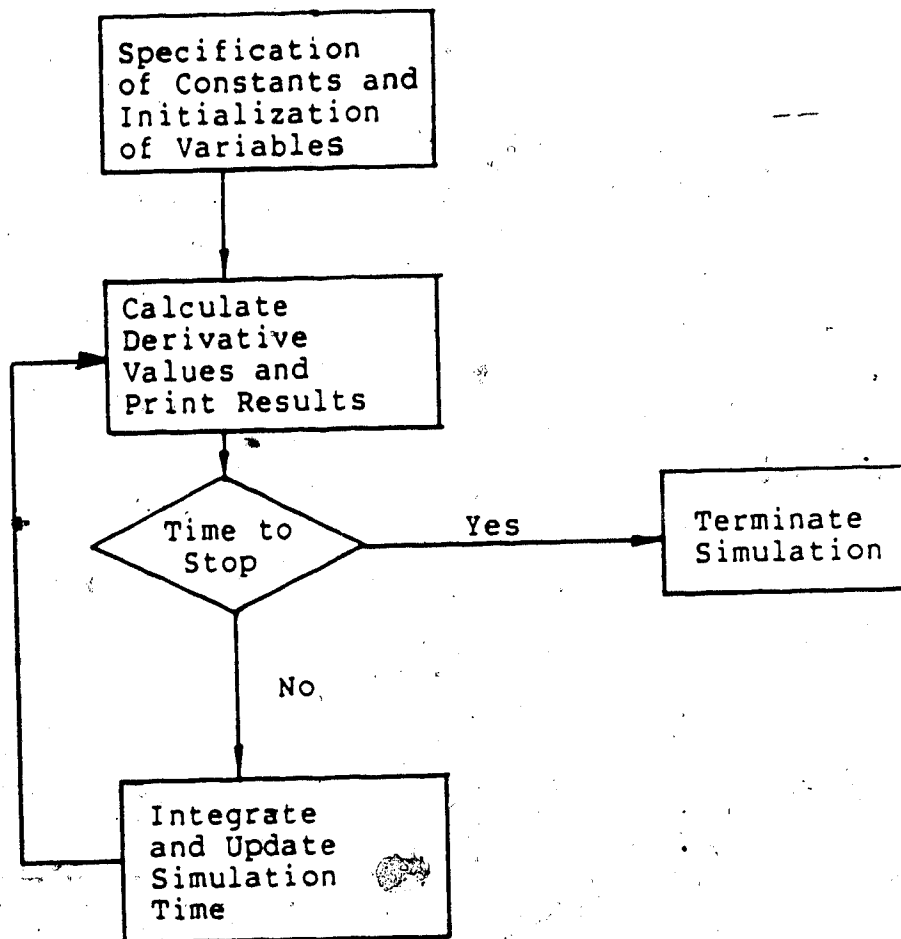 Specification
of Constants and
Initialization
of Variables
Calculate
Derivative
Values and
Print Results
Time to
Stop
Yes
Terminate
Simulation
No
Integrate
and Update
Simulation
Time